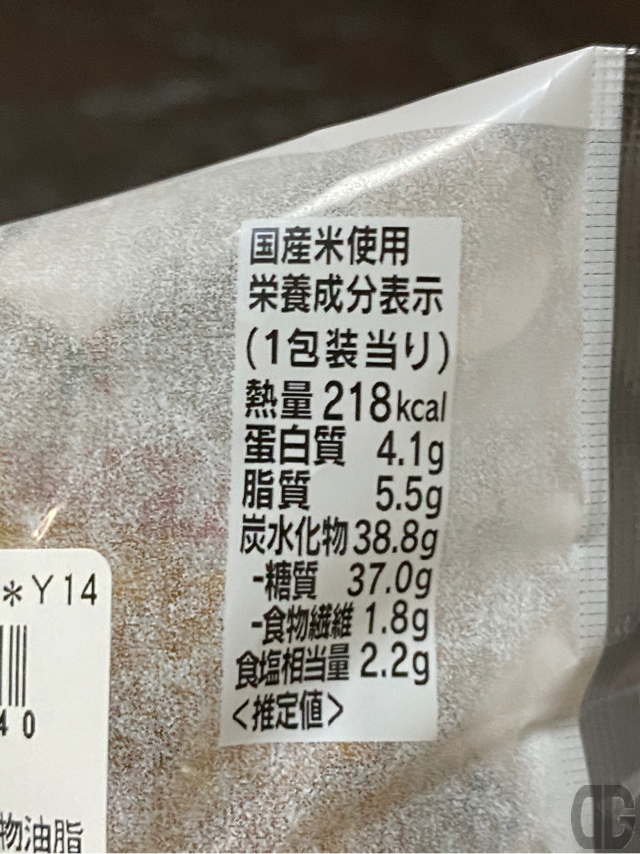 国産米使用
栄養成分表示
(1包装当り)
熱量 218kcal
蛋白質 4.1g
脂質 5.5g
炭水化物 38.8g
-糖質 37.0g
-食物繊維 1.8g
食塩相当量 2.2g
<推定値>
*Y14
40
物油脂